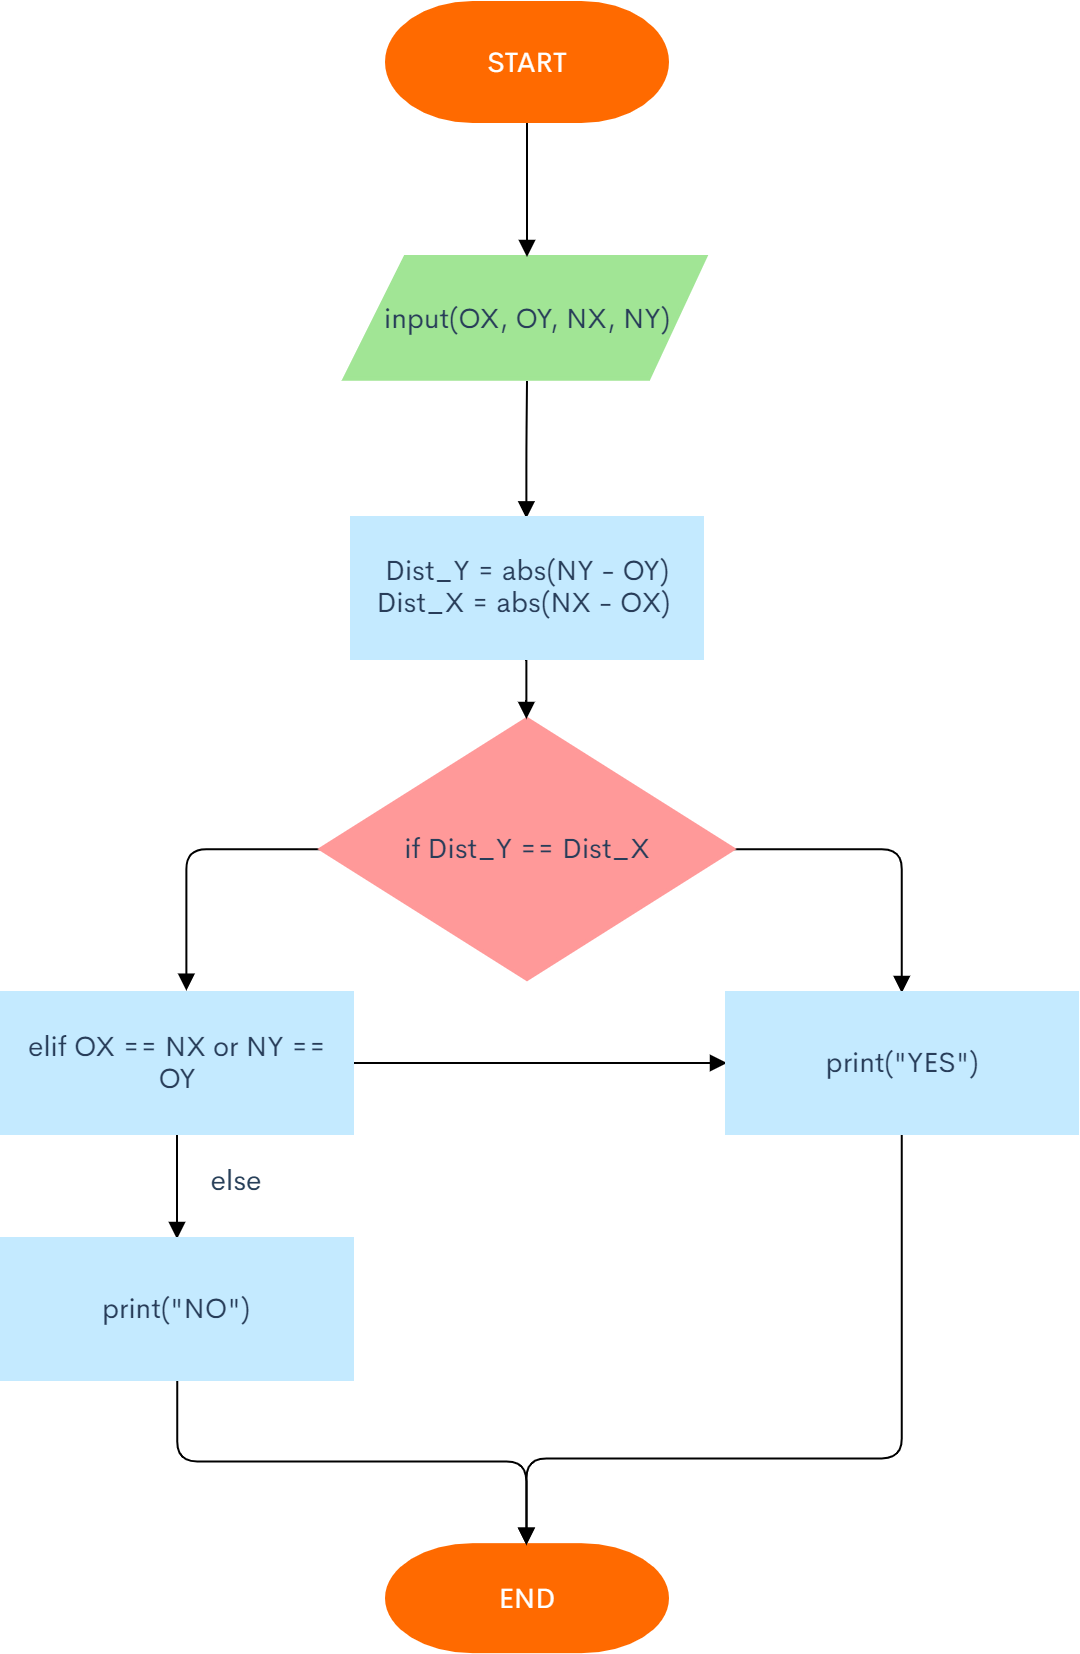 START
input(OX, OY, NX, NY)
Dist_Y = abs(NY - OY)
Dist_X = abs(NX - OX)
if Dist_Y == Dist_X
elif OX == NX or NY ==
OY
print("YES")
else
print("NO")
END